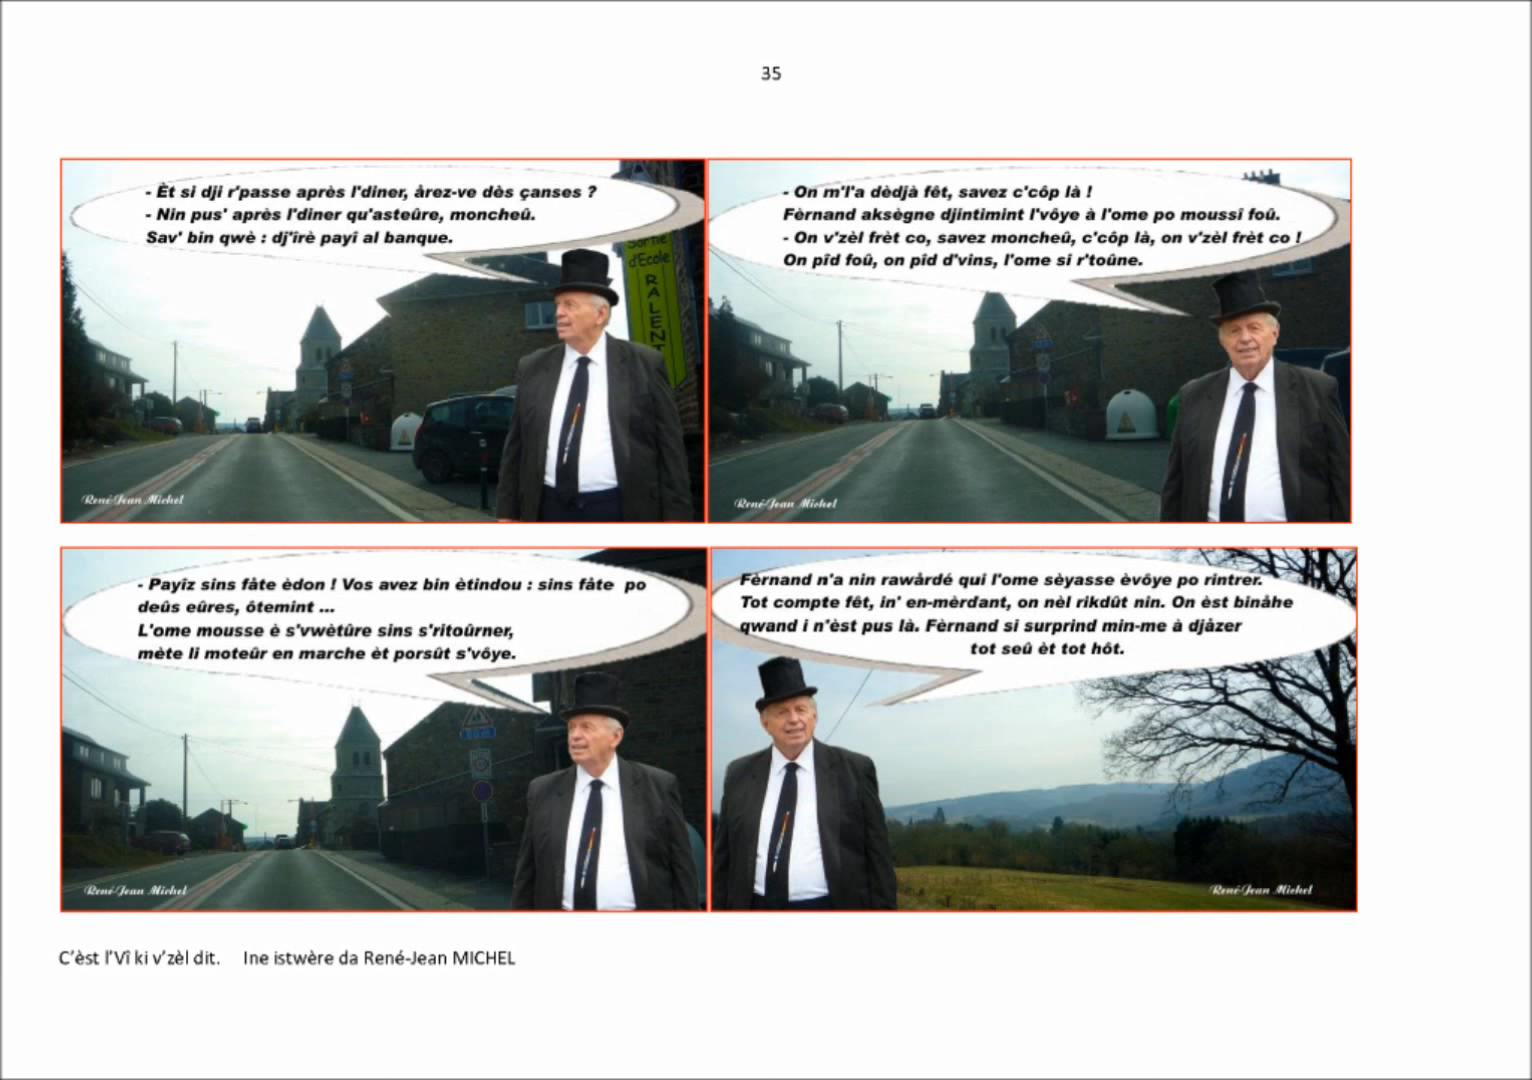 35
- Èt si dji r'passe après l'diner, årez-ve dès çanses ?
- Nin pus' après l'diner qu'asteûre, moncheû.
Sav' bin qwè : dj'îrè payî al banque.
Sortie
d'Ecole
RALENT
René-Jean Michel
- On m'l'a dèdjà fêt, savez c'côp là !
Fèrnand aksègne djintimint l'vôye à l'ome po moussî foû.
- On v'zèl frèt co, savez moncheû, c'côp là, on v'zèl frèt co !
On pîd foû, on pîd d'vins, l'ome si r'toûne.
René-Jean Michel
- Payîz sins fåte èdon ! Vos avez bin ètindou : sins fåte po
deûs eûres, ôtemint ...
L'ome mousse è s'vwètûre sins s'ritoûrner,
mète li moteûr en marche èt porsût s'vôye.
René-Jean Michel
Fèrnand n'a nin rawårdé qui l'ome sèyasse èvôye po rintrer.
Tot compte fêt, in' en-mèrdant, on nèl rikdût nin. On èst binåhe
qwand i n'èst pus là. Fèrnand si surprind min-me à djåzer
tot seû èt tot hôt.
René-Jean Michel
C'èst l'Vî ki v'zèl dit. Ine istwère da René-Jean MICHEL